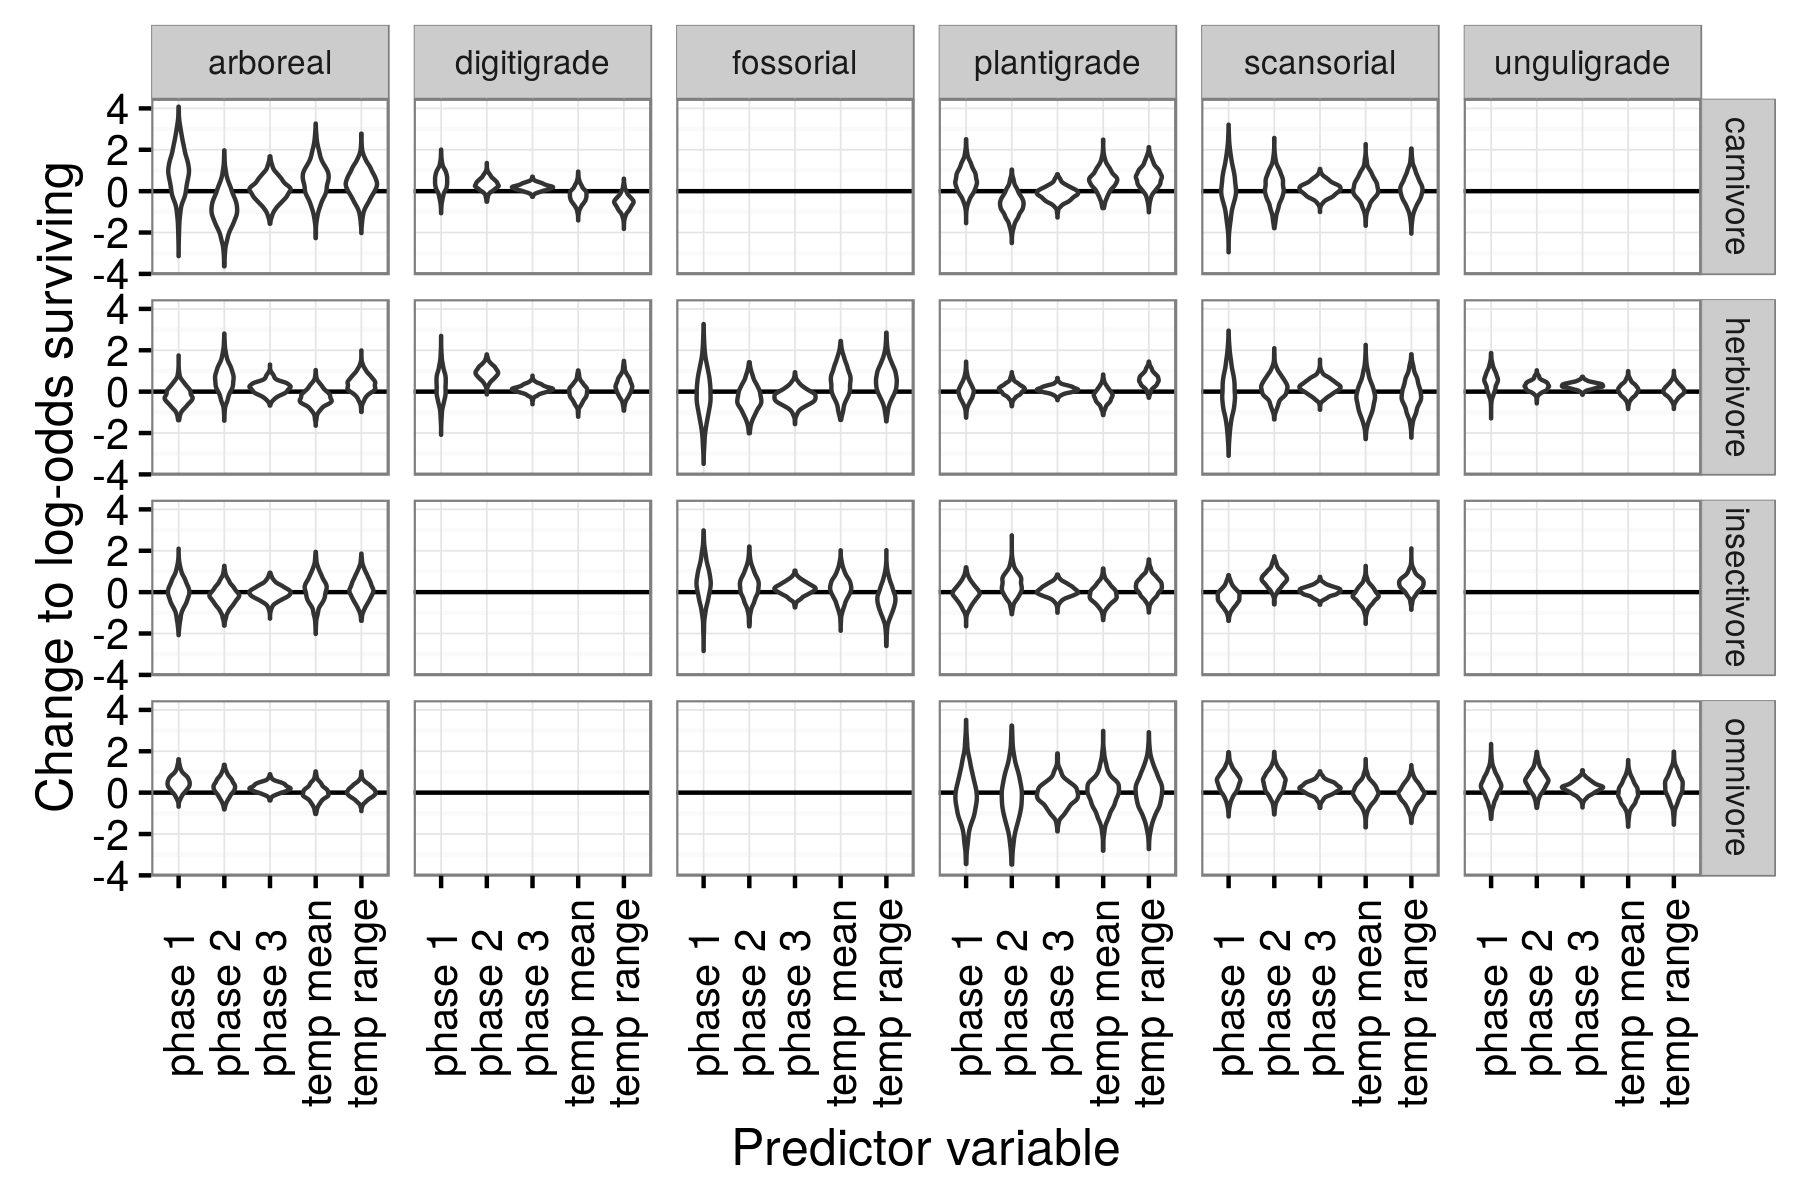 arboreal digitigrade fossorial plantigrade scansorial unguligrade
4
2
0
-2
-4
carnivore
4
2
0
-2
-4
herbivore
4
2
0
-2
-4
insectivore
4
2
0
-2
-4
omnivore
Change to log-odds surviving
phase 1 phase 2 phase 3 temp mean temp range
phase 1 phase 2 phase 3 temp mean temp range
phase 1 phase 2 phase 3 temp mean temp range
phase 1 phase 2 phase 3 temp mean temp range
phase 1 phase 2 phase 3 temp mean temp range
phase 1 phase 2 phase 3 temp mean temp range
Predictor variable